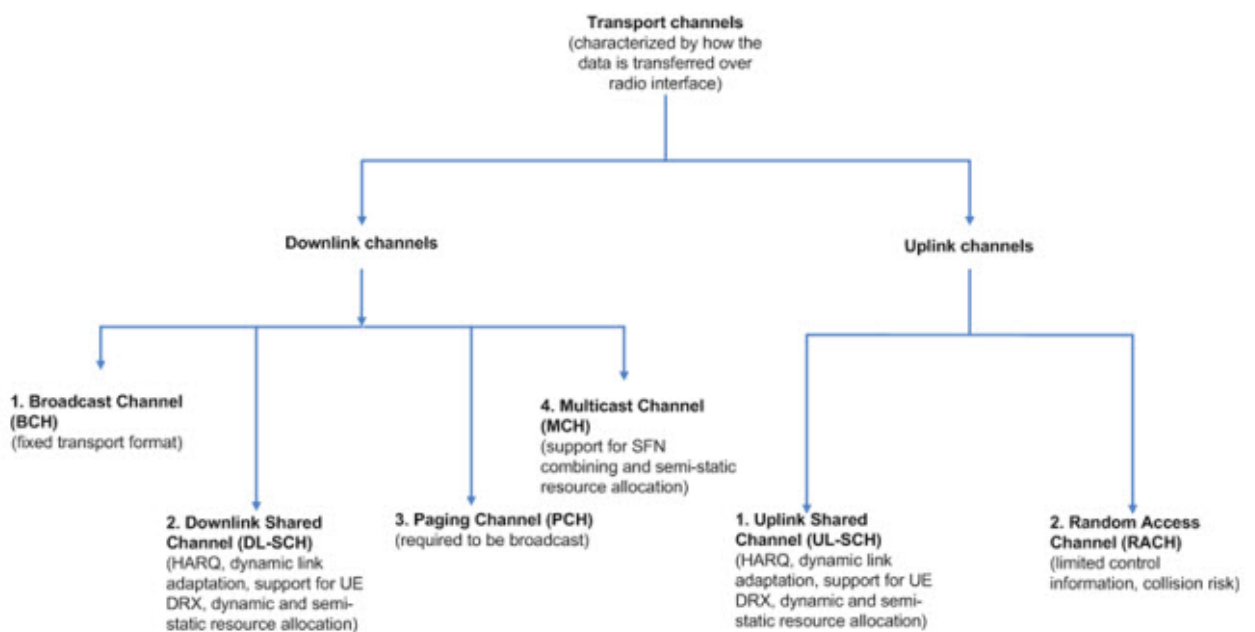 Transport channels
(characterized by how the
data is transferred over
radio interface)
Downlink channels
Uplink channels
1. Broadcast Channel
(BCH)
(fixed transport format)
2. Downlink Shared
Channel (DL-SCH)
(HARQ, dynamic link
adaptation, support for UE
DRX, dynamic and semi-
static resource allocation)
3. Paging Channel (PCH)
(required to be broadcast)
4. Multicast Channel
(MCH)
(support for SFN
combining and semi-static
resource allocation)
1. Uplink Shared
Channel (UL-SCH)
(HARQ, dynamic link
adaptation, support for UE
DRX, dynamic and semi-
static resource allocation)
2. Random Access
Channel (RACH)
(limited control
information, collision risk)